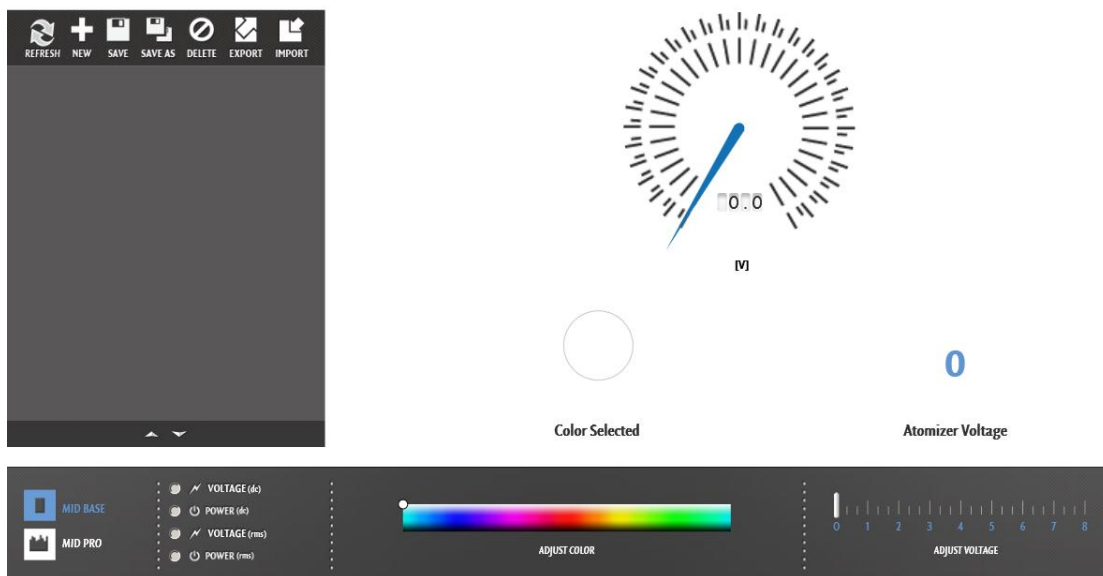 REFRESH NEW SAVE SAVE AS DELETE EXPORT IMPORT
0.0
[V]
0
Color Selected
Atomizer Voltage
MID BASE
MID PRO
VOLTAGE (dc)
POWER (dc)
VOLTAGE (rms)
POWER (rms)
ADJUST COLOR
0 1 2 3 4 5 6 7 8
ADJUST VOLTAGE